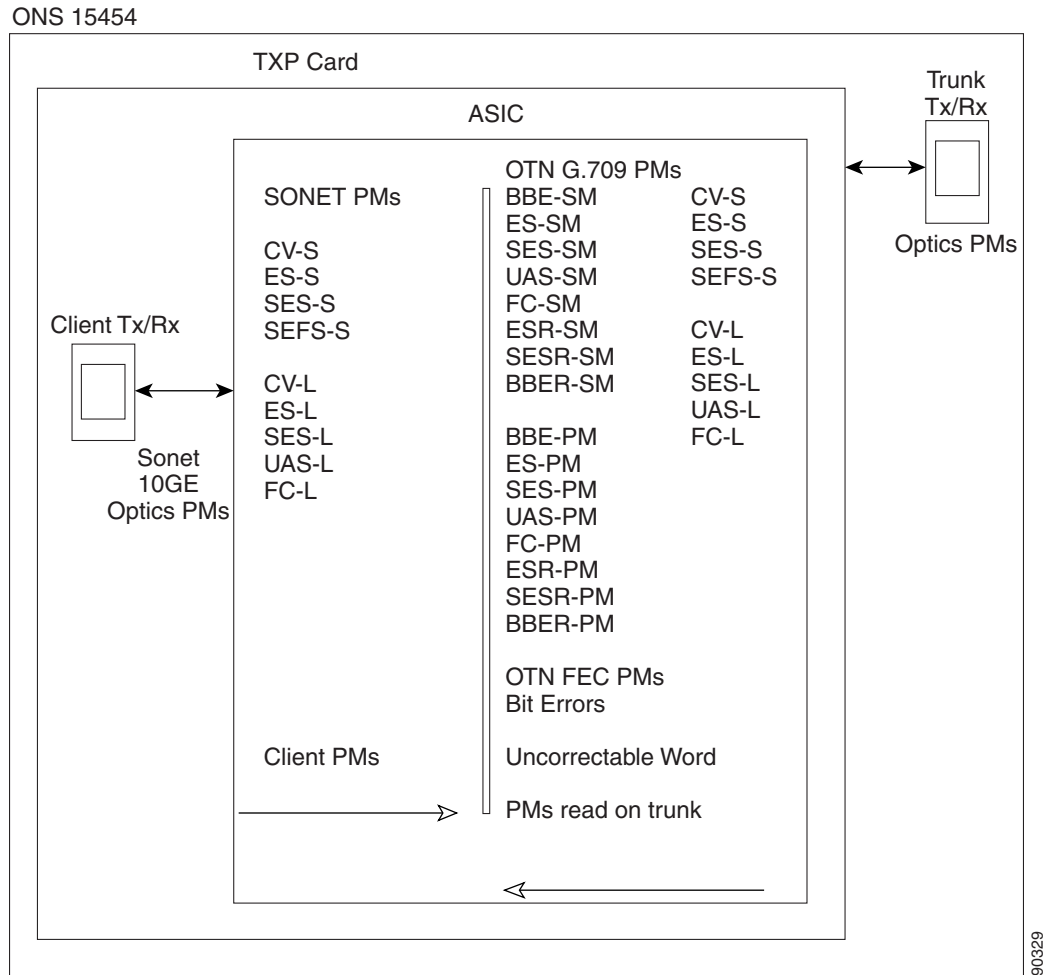 ONS 15454
TXP Card
ASIC
Trunk
Tx/Rx
Optics PMs
Client Tx/Rx
Sonet
10GE
Optics PMs
SONET PMs
CV-S
ES-S
SES-S
SEFS-S
CV-L
ES-L
SES-L
UAS-L
FC-L
Client PMs
OTN G.709 PMs
BBE-SM
ES-SM
SES-SM
UAS-SM
FC-SM
ESR-SM
SESR-SM
BBER-SM
BBE-PM
ES-PM
SES-PM
UAS-PM
FC-PM
ESR-PM
SESR-PM
BBER-PM
OTN FEC PMs
Bit Errors
Uncorrectable Word
PMs read on trunk
CV-S
ES-S
SES-S
SEFS-S
CV-L
ES-L
SES-L
UAS-L
FC-L
90329